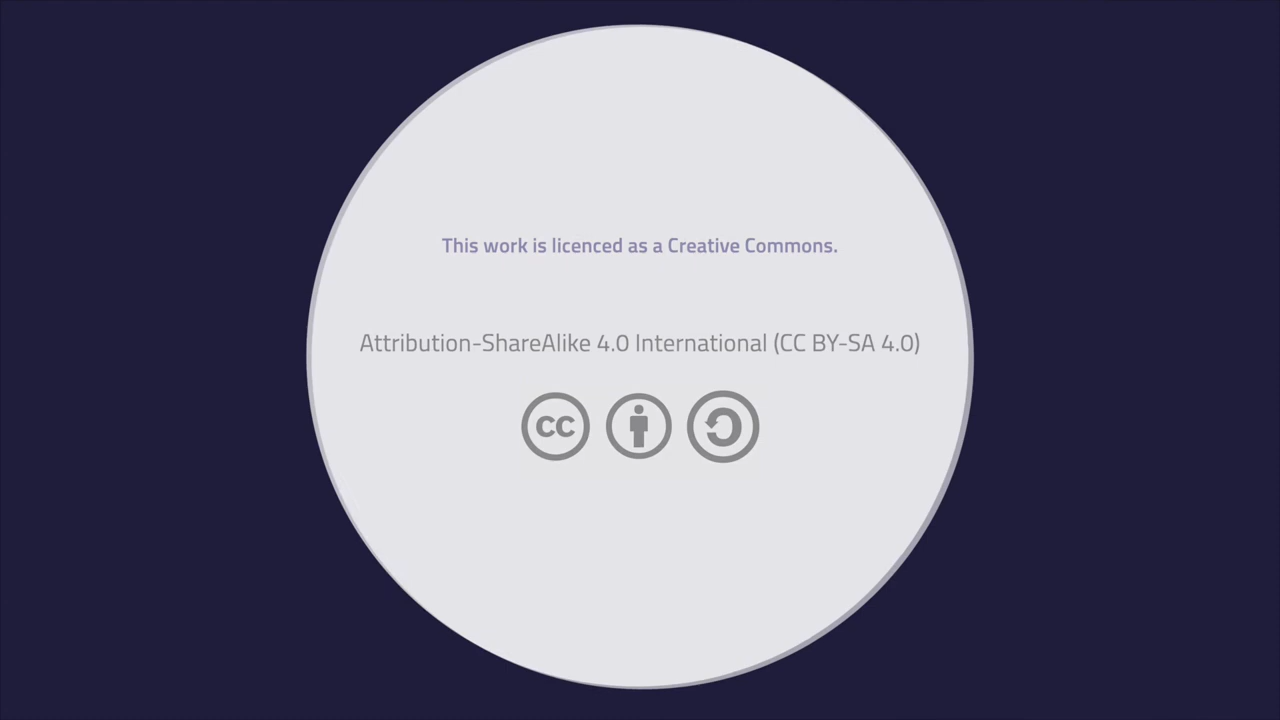 This work is licenced as a Creative Commons.
Attribution-ShareAlike 4.0 International (CC BY-SA 4.0)
cc